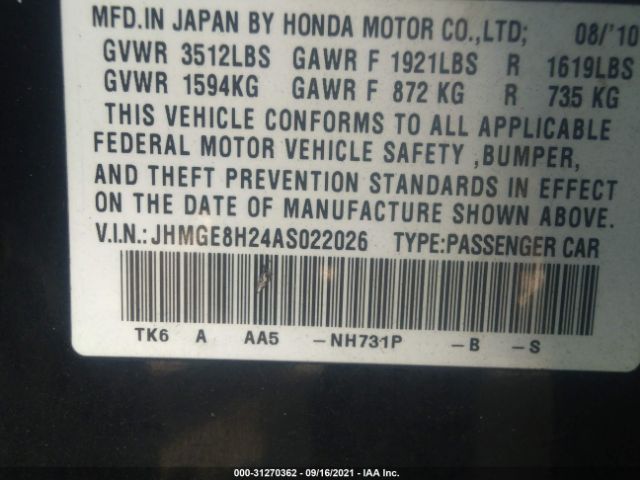 MFD.IN JAPAN BY HONDA MOTOR CO.,LTD; 08/'10
GVWR 3512LBS GAWR F 1921LBS R 1619LBS
GVWR 1594KG GAWR F 872 KG R 735 KG
THIS VEHICLE CONFORMS TO ALL APPLICABLE
FEDERAL MOTOR VEHICLE SAFETY ,BUMPER,
AND THEFT PREVENTION STANDARDS IN EFFECT
ON THE DATE OF MANUFACTURE SHOWN ABOVE.
V.I.N.:JHMGE8H24AS022026 TYPE:PASSENGER CAR
TK6 A AA5 -NH731P -B -S
000-31270362 - 09/16/2021 - IAA Inc.